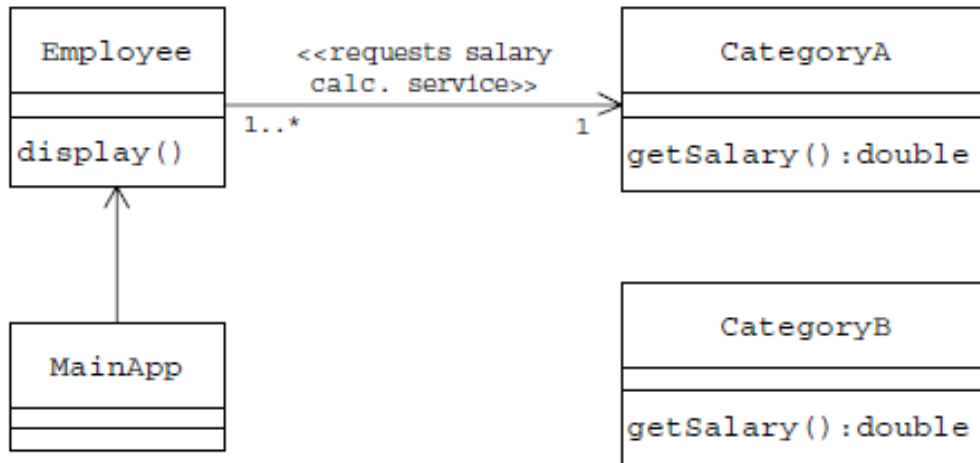 Employee
<<requests salary
calc. service>>
CategoryA
1..*
1
display()
getSalary():double
MainApp
CategoryB
getSalary():double